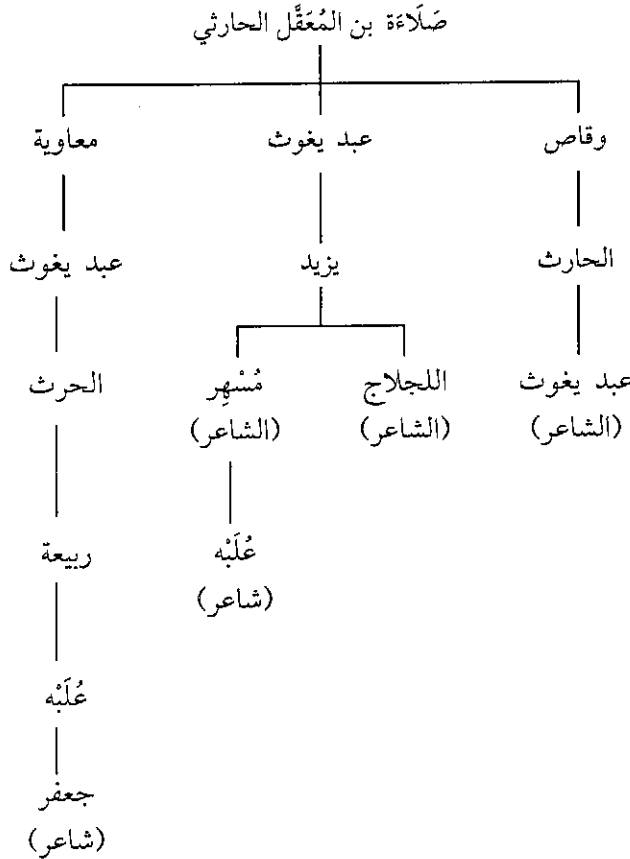 صَلَاءَة بن المُعَقَّل الحارثي
وقاص عبد يغوث معاوية
الحارث يزيد عبد يغوث
عبد يغوث اللجلاج مُسْهِر الحرث
(الشاعر) (الشاعر) (الشاعر)
عُلَبْه ربيعة
(شاعر)
عُلَبْه
جعفر
(شاعر)